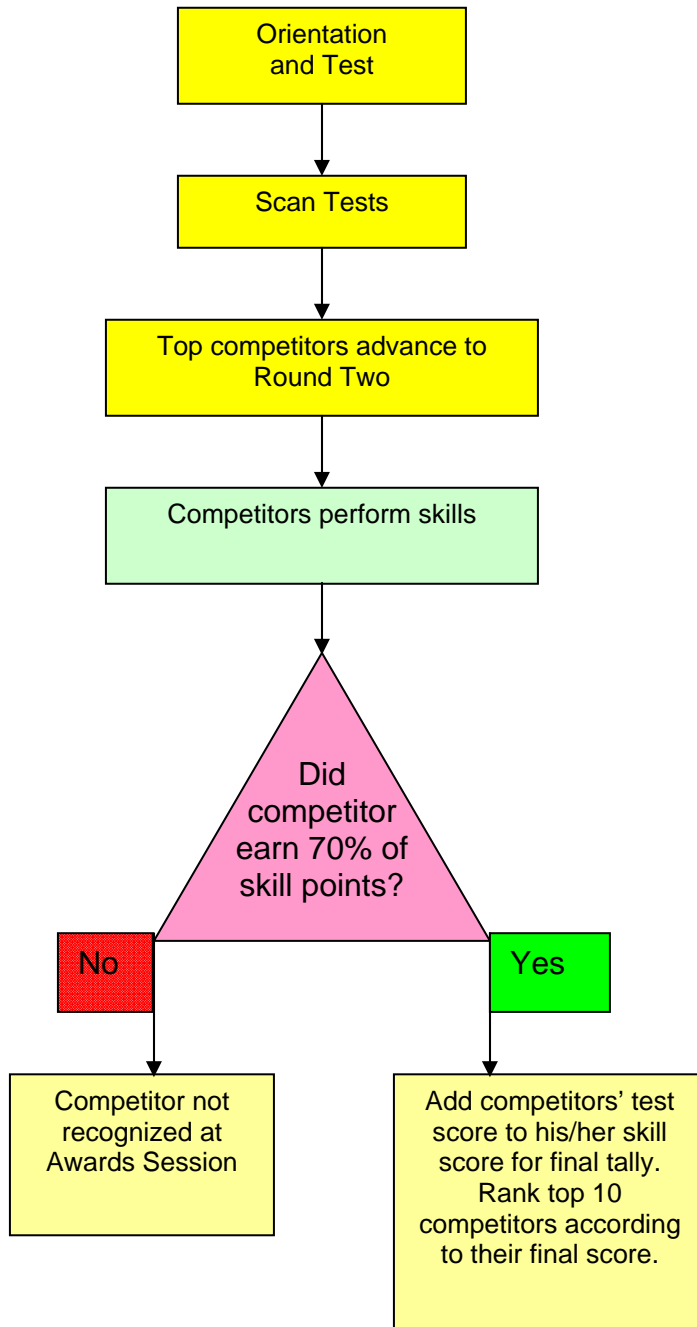 Orientation
and Test
Scan Tests
Top competitors advance to
Round Two
Competitors perform skills
Did
competitor
earn 70% of
skill points?
No
Yes
Competitor not
recognized at
Awards Session
Add competitors' test
score to his/her skill
score for final tally.
Rank top 10
competitors according
to their final score.